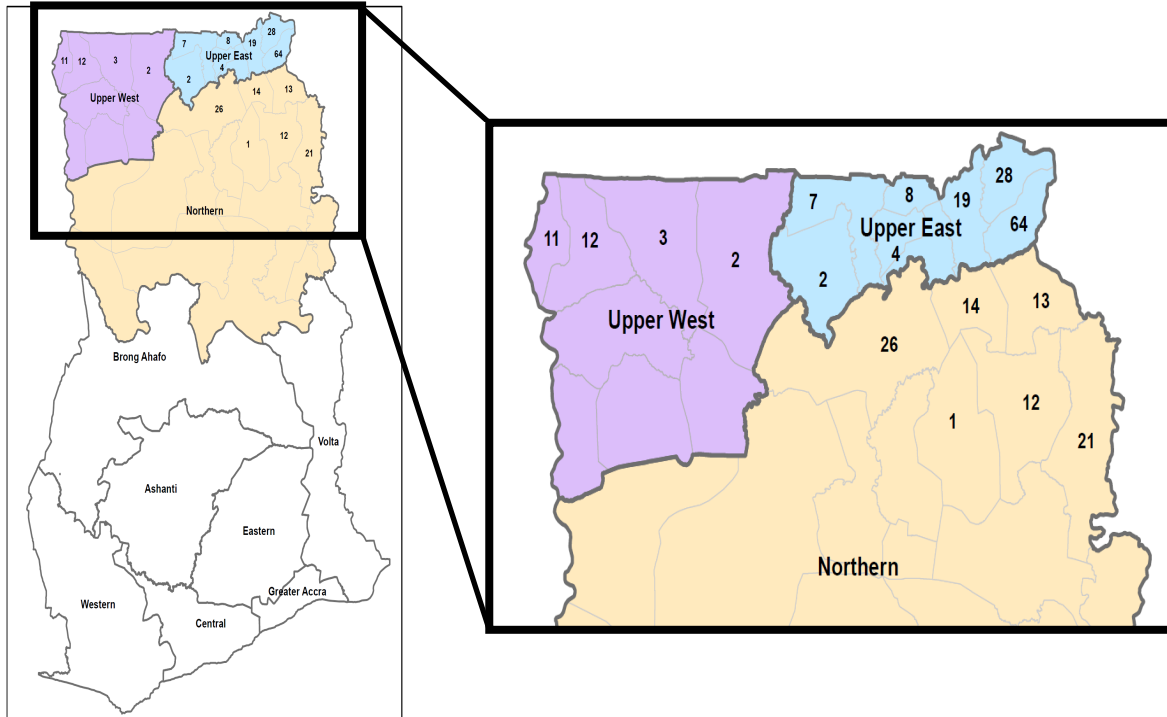 28
7
8
19
Upper East
64
11
12
3
2
2
4
Upper West
14
13
26
12
1
21
Northern
Brong Ahafo
Volta
Ashanti
Eastern
Western
Central
Greater Accra
28
7
8
19
64
Upper East
11
12
3
2
4
2
14
13
Upper West
26
12
1
21
Northern